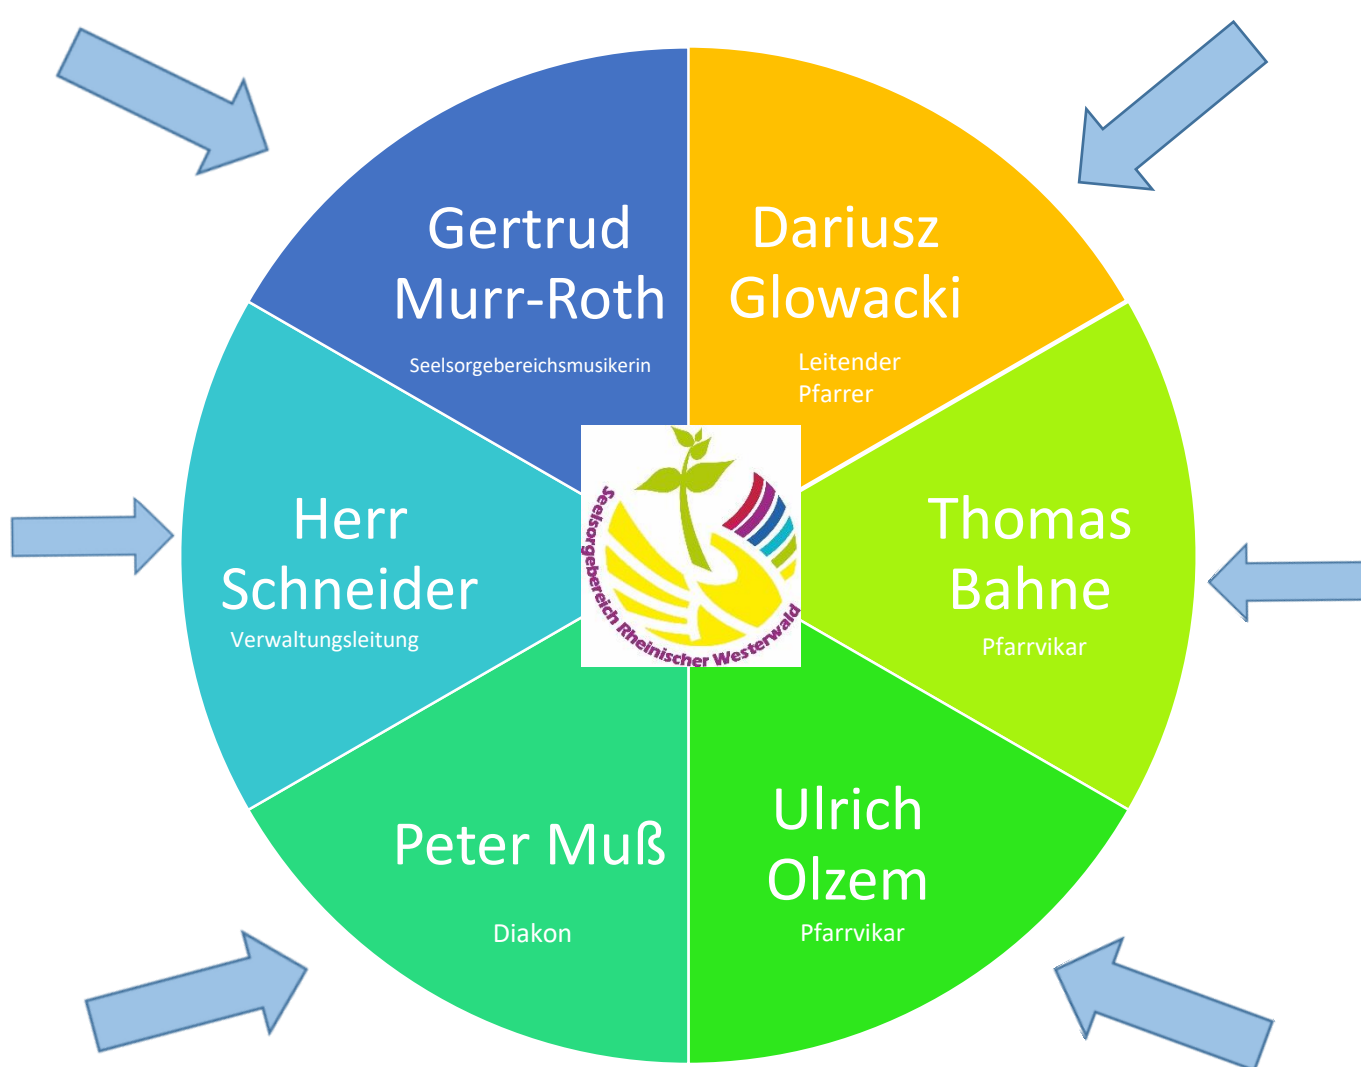 Gertrud
Murr-Roth
Seelsorgebereichsmusikerin
Dariusz
Glowacki
Leitender
Pfarrer
Herr
Schneider
Verwaltungsleitung
Seelsorgebereich Rheinischer Westerwald
Thomas
Bahne
Pfarrvikar
Peter Muß
Diakon
Ulrich
Olzem
Pfarrvikar